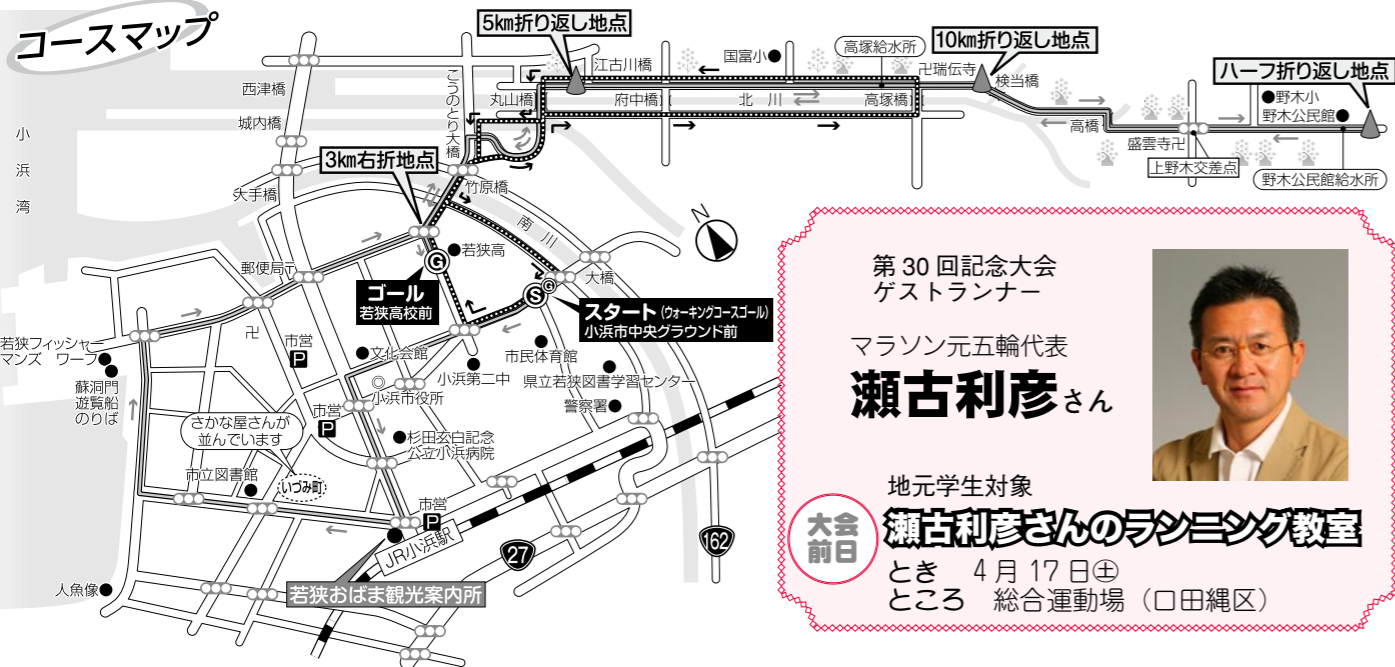 コースマップ
5km折り返し地点
江古川橋
国富小
高塚給水所
10km折り返し地点
卍瑞伝寺
検当橋
ハーフ折り返し地点
野木小
野木公民館
西津橋
こうのとり大橋
丸山橋
府中橋
北川
高塚橋
高橋
盛雲寺卍
上野木交差点
野木公民館給水所
小浜湾
城内橋
3km右折地点
大手橋
竹原橋
南川
N
若狭高
郵便局〒
G
ゴール
若狭高校前
大橋
S
G
スタート(ウォーキングコースゴール)
小浜市中央グラウンド前
若狭フィッシャー
マンズ ワーフ
卍
市営
P
文化会館
市民体育館
蘇洞門
遊覧船
のりば
◎
小浜市役所
小浜第二中
県立若狭図書学習センター
警察署
さかな屋さんが
並んでいます
市営
P
杉田玄白記念
公立小浜病院
市立図書館
いづみ町
市営
P
JR小浜駅
27
162
人魚像
若狭おばま観光案内所
第30回記念大会
ゲストランナー
マラソン元五輪代表
瀬古利彦さん
地元学生対象
大会
前日
瀬古利彦さんのランニング教室
とき 4月17日㊏
ところ 総合運動場(口田縄区)